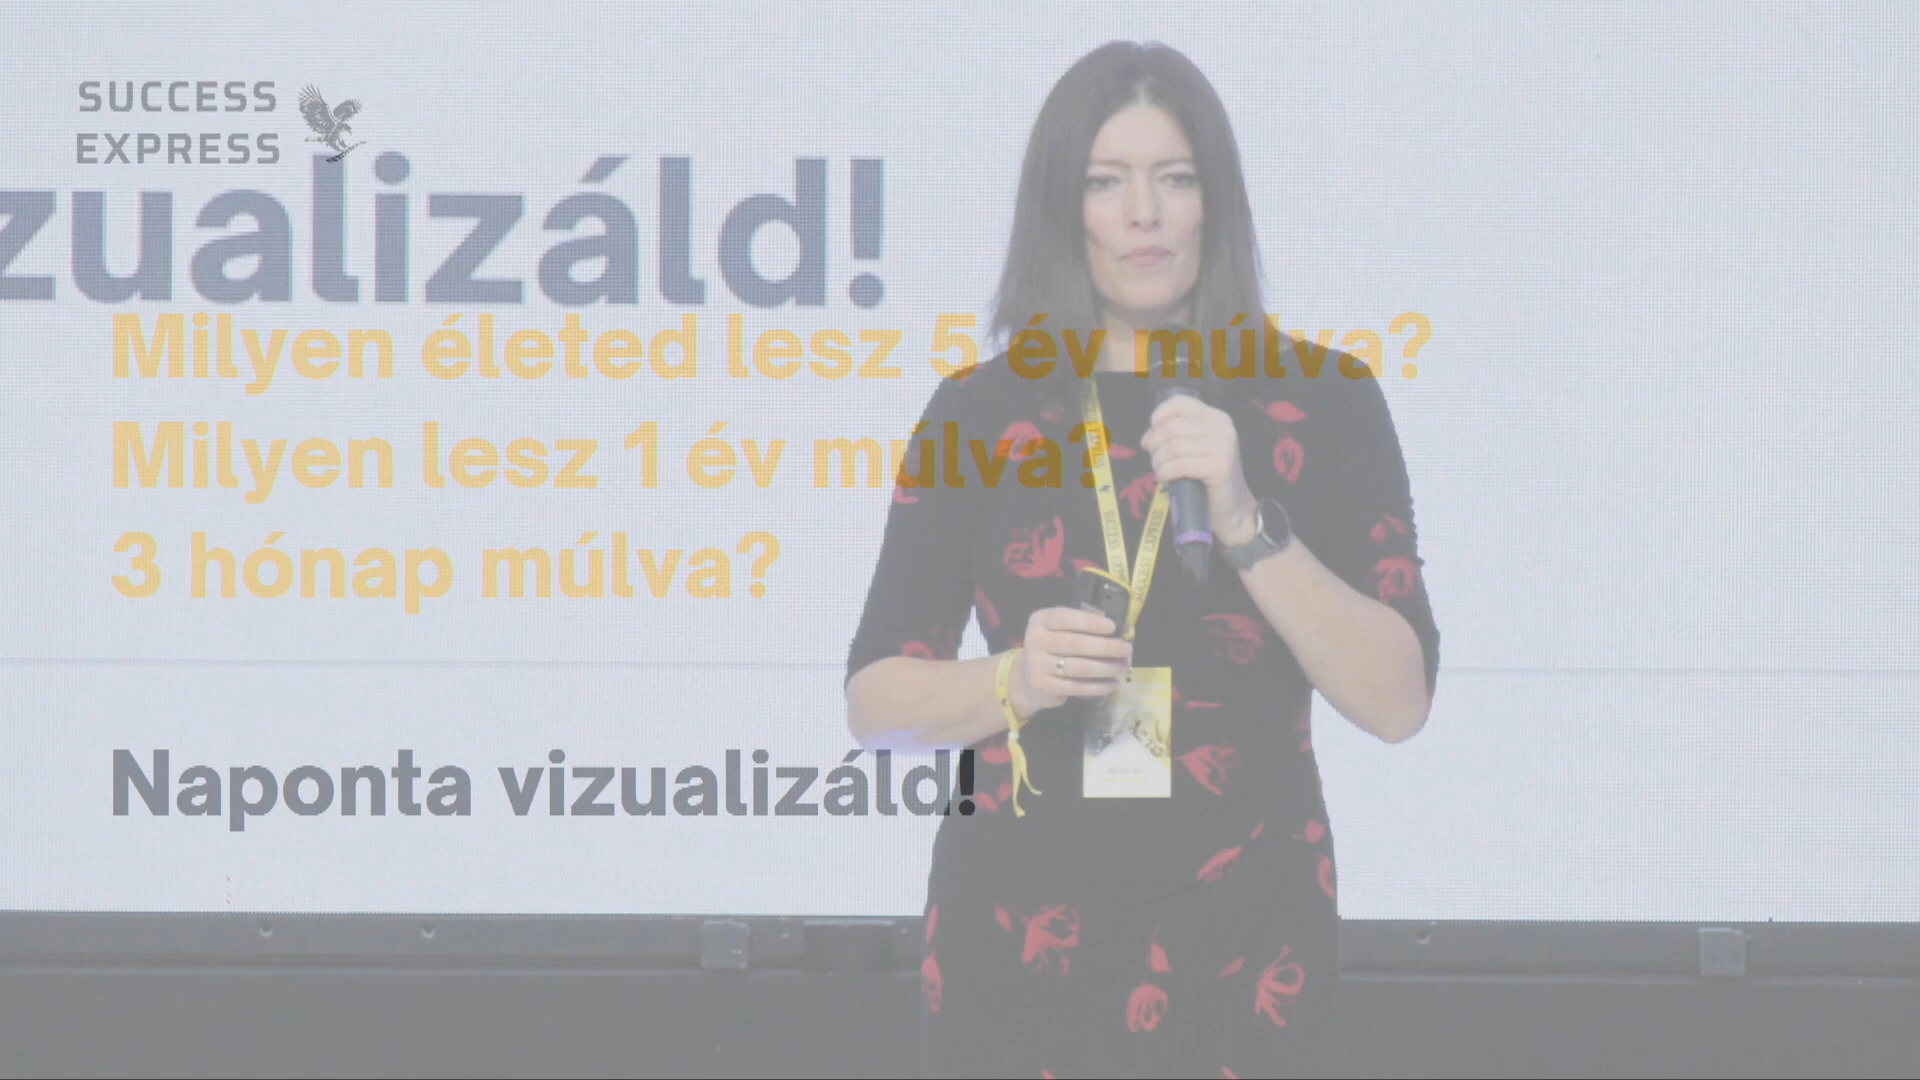 SUCCESS
EXPRESS
zualizáld!
Milyen életed lesz 5 év múlva?
Milyen lesz 1 év múlva?
3 hónap múlva?
Naponta vizualizáld!